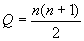 Q = n(n+1)/2